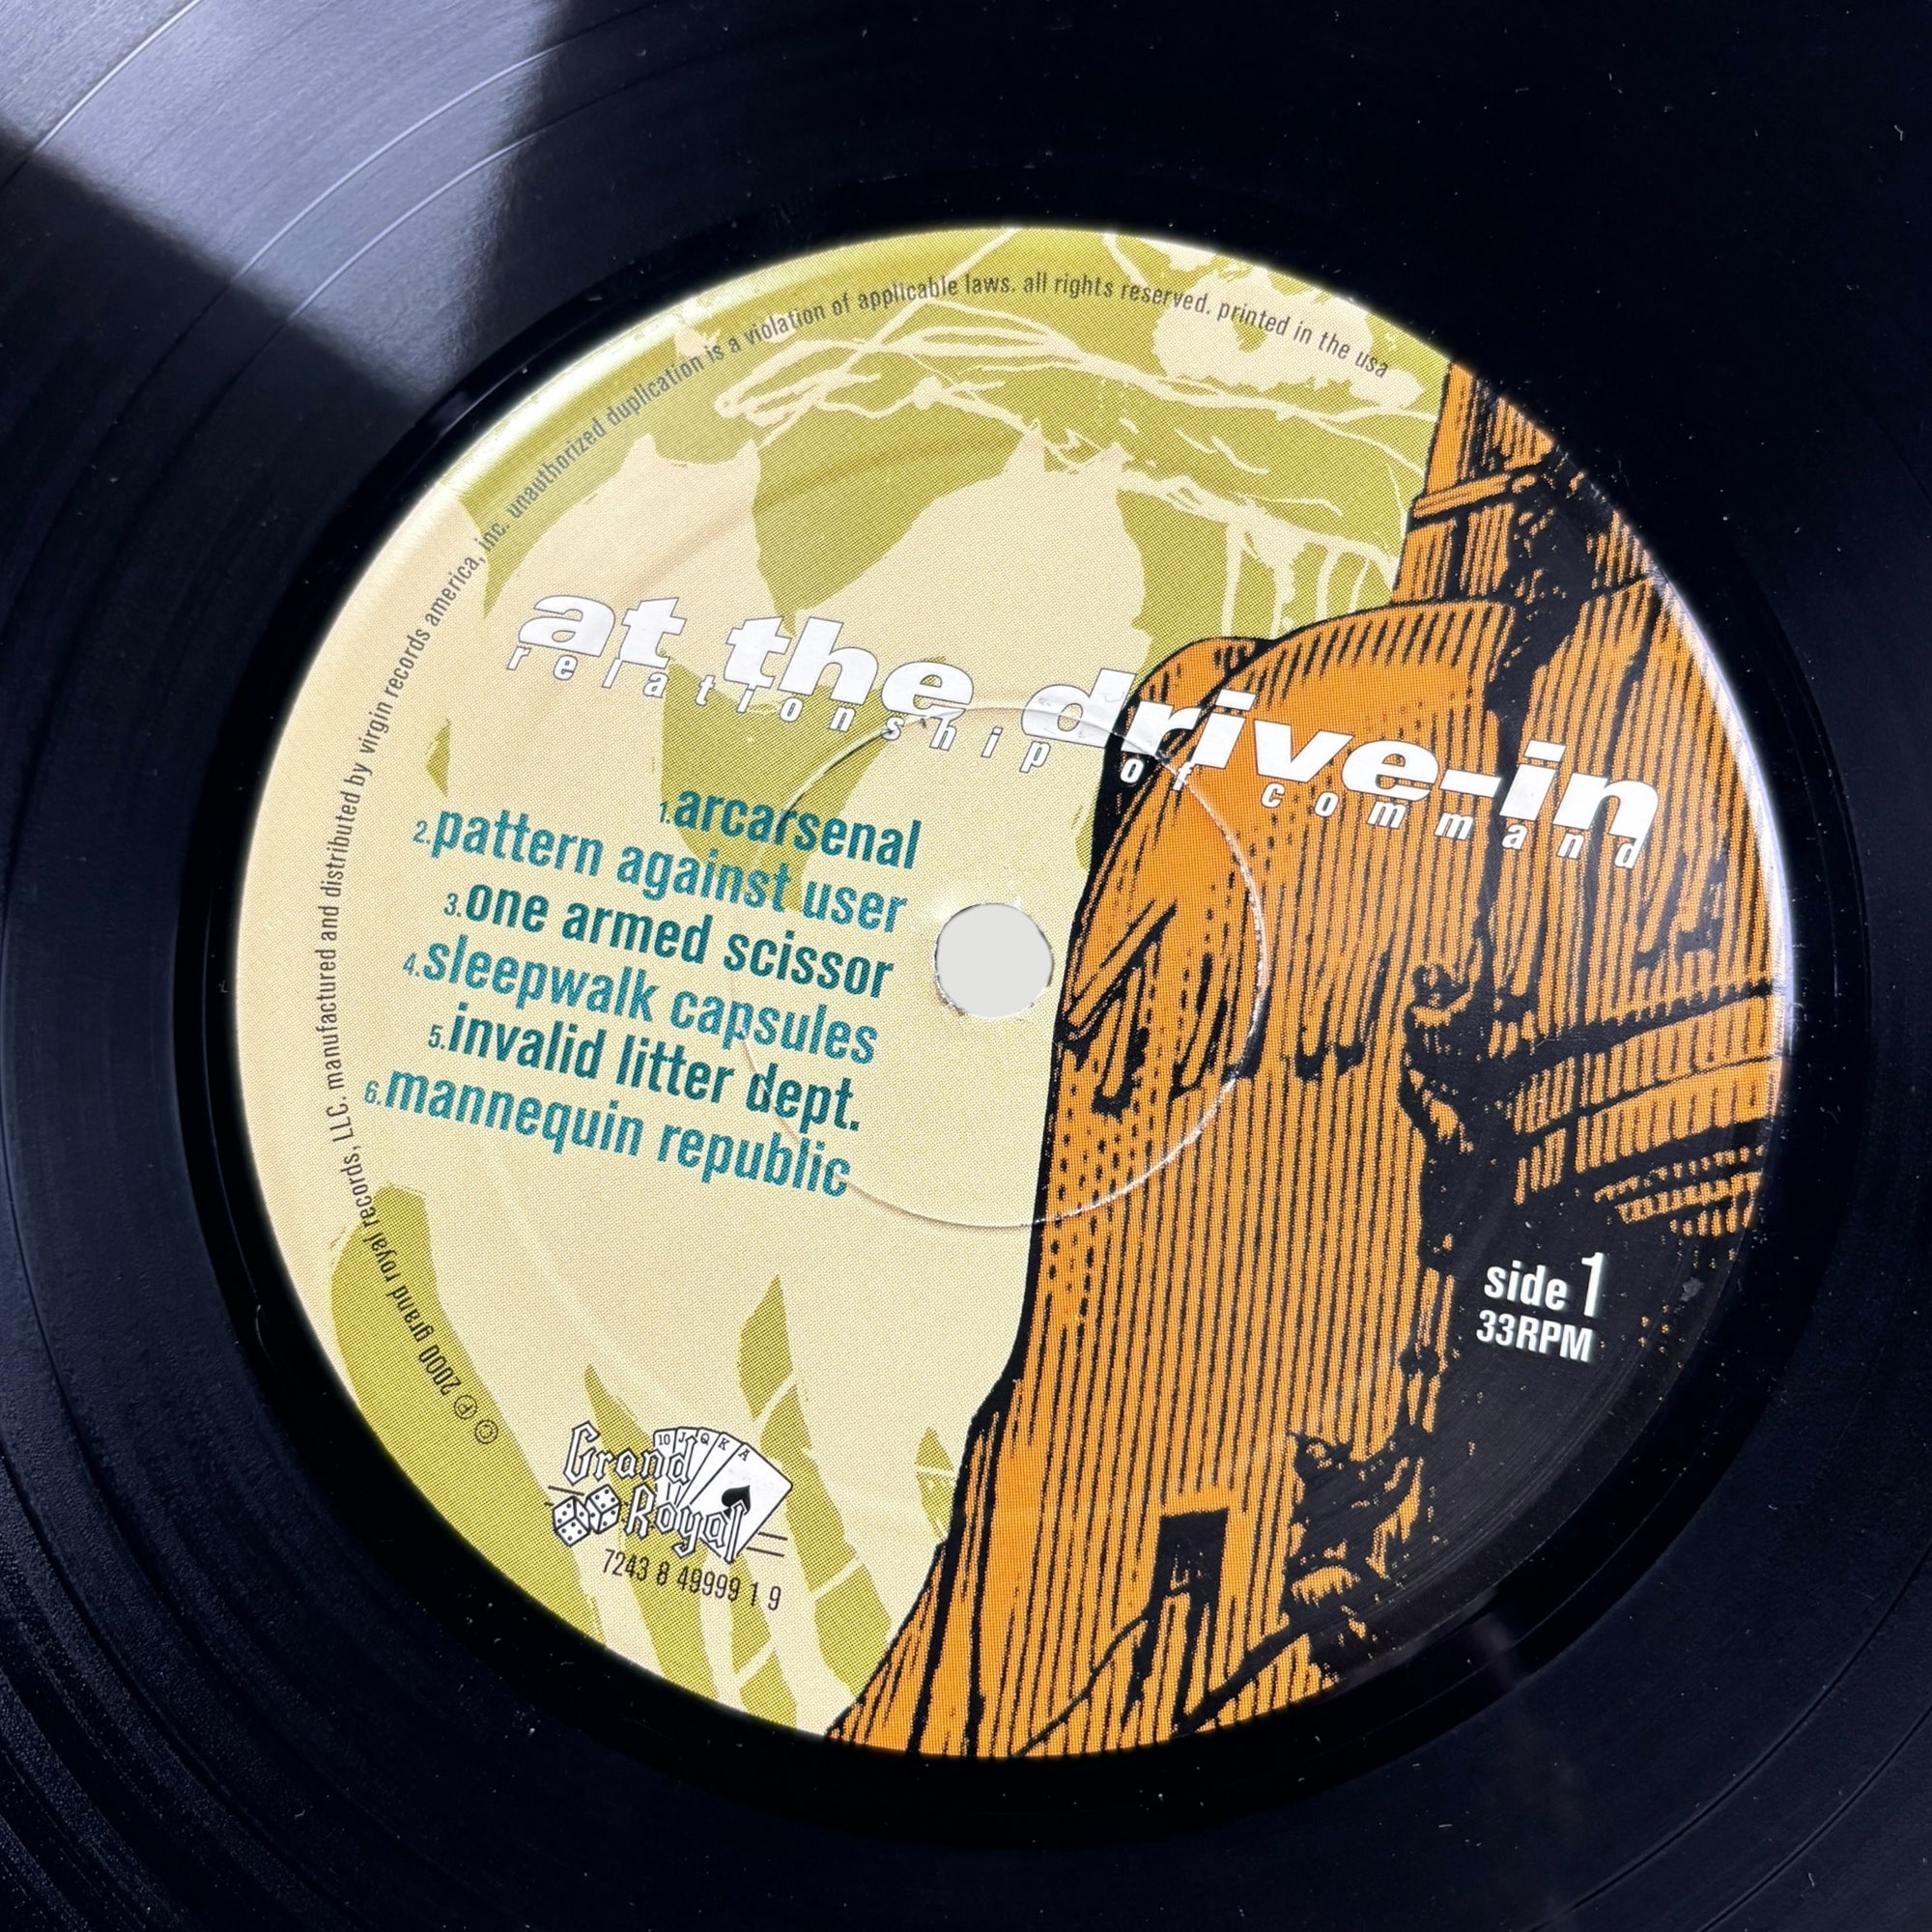 © ℗ 2000 grand royal records, LLC. manufactured and distributed by virgin records america, inc. unauthorized duplication is a violation of applicable laws. all rights reserved. printed in the usa
at the drive-in
relationship of command
1.arcarsenal
2.pattern against user
3.one armed scissor
4.sleepwalk capsules
5.invalid litter dept.
6.mannequin republic
side 1
33RPM
10 J Q K A
Grand
Royal
7243 8 49999 1 9